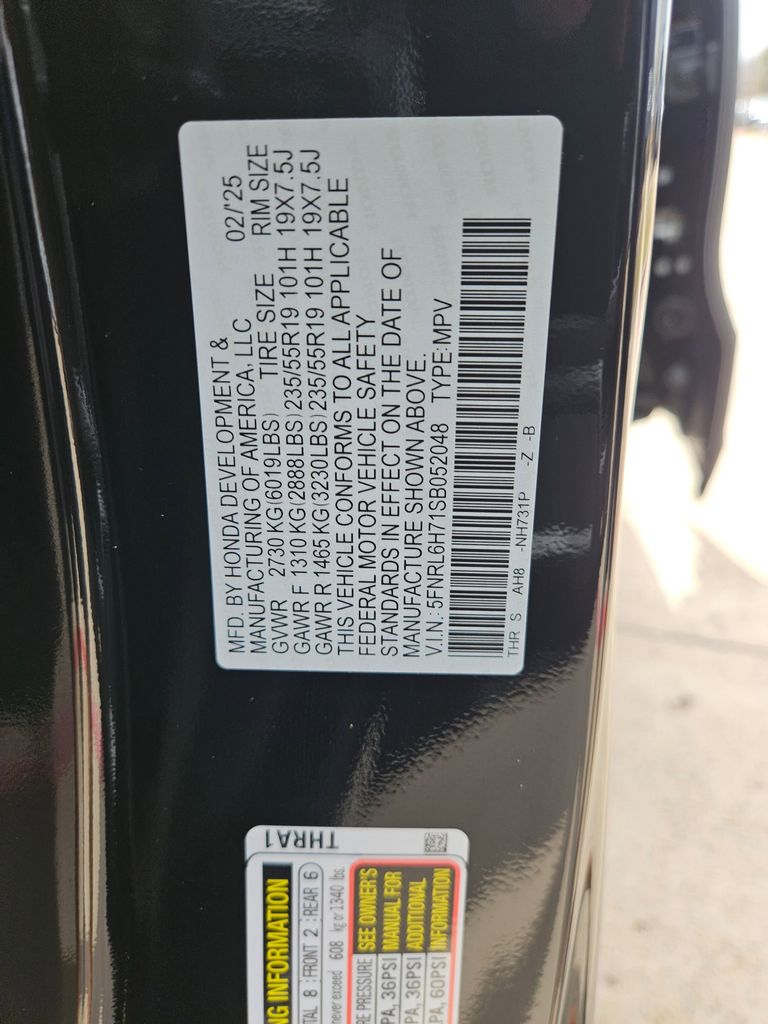 MFD. BY HONDA DEVELOPMENT &
MANUFACTURING OF AMERICA, LLC 02/'25
GVWR 2730 KG(6019LBS) TIRE SIZE RIM SIZE
GAWR F 1310 KG(2888LBS)235/55R19 101H 19X7.5J
GAWR R 1465 KG(3230LBS)235/55R19 101H 19X7.5J
THIS VEHICLE CONFORMS TO ALL APPLICABLE
FEDERAL MOTOR VEHICLE SAFETY
STANDARDS IN EFFECT ON THE DATE OF
MANUFACTURE SHOWN ABOVE.
V.I.N.:5FNRL6H71SB052048 TYPE:MPV
THR S AH8 -NH731P -Z -B
THRA1
NG INFORMATION
TAL 8 :FRONT 2 :REAR 6
never exceed 608 kg or 1340 lbs.
RE PRESSURE
PA, 36PSI
PA, 36PSI
PA, 60PSI
SEE OWNER'S
MANUAL FOR
ADDITIONAL
INFORMATION